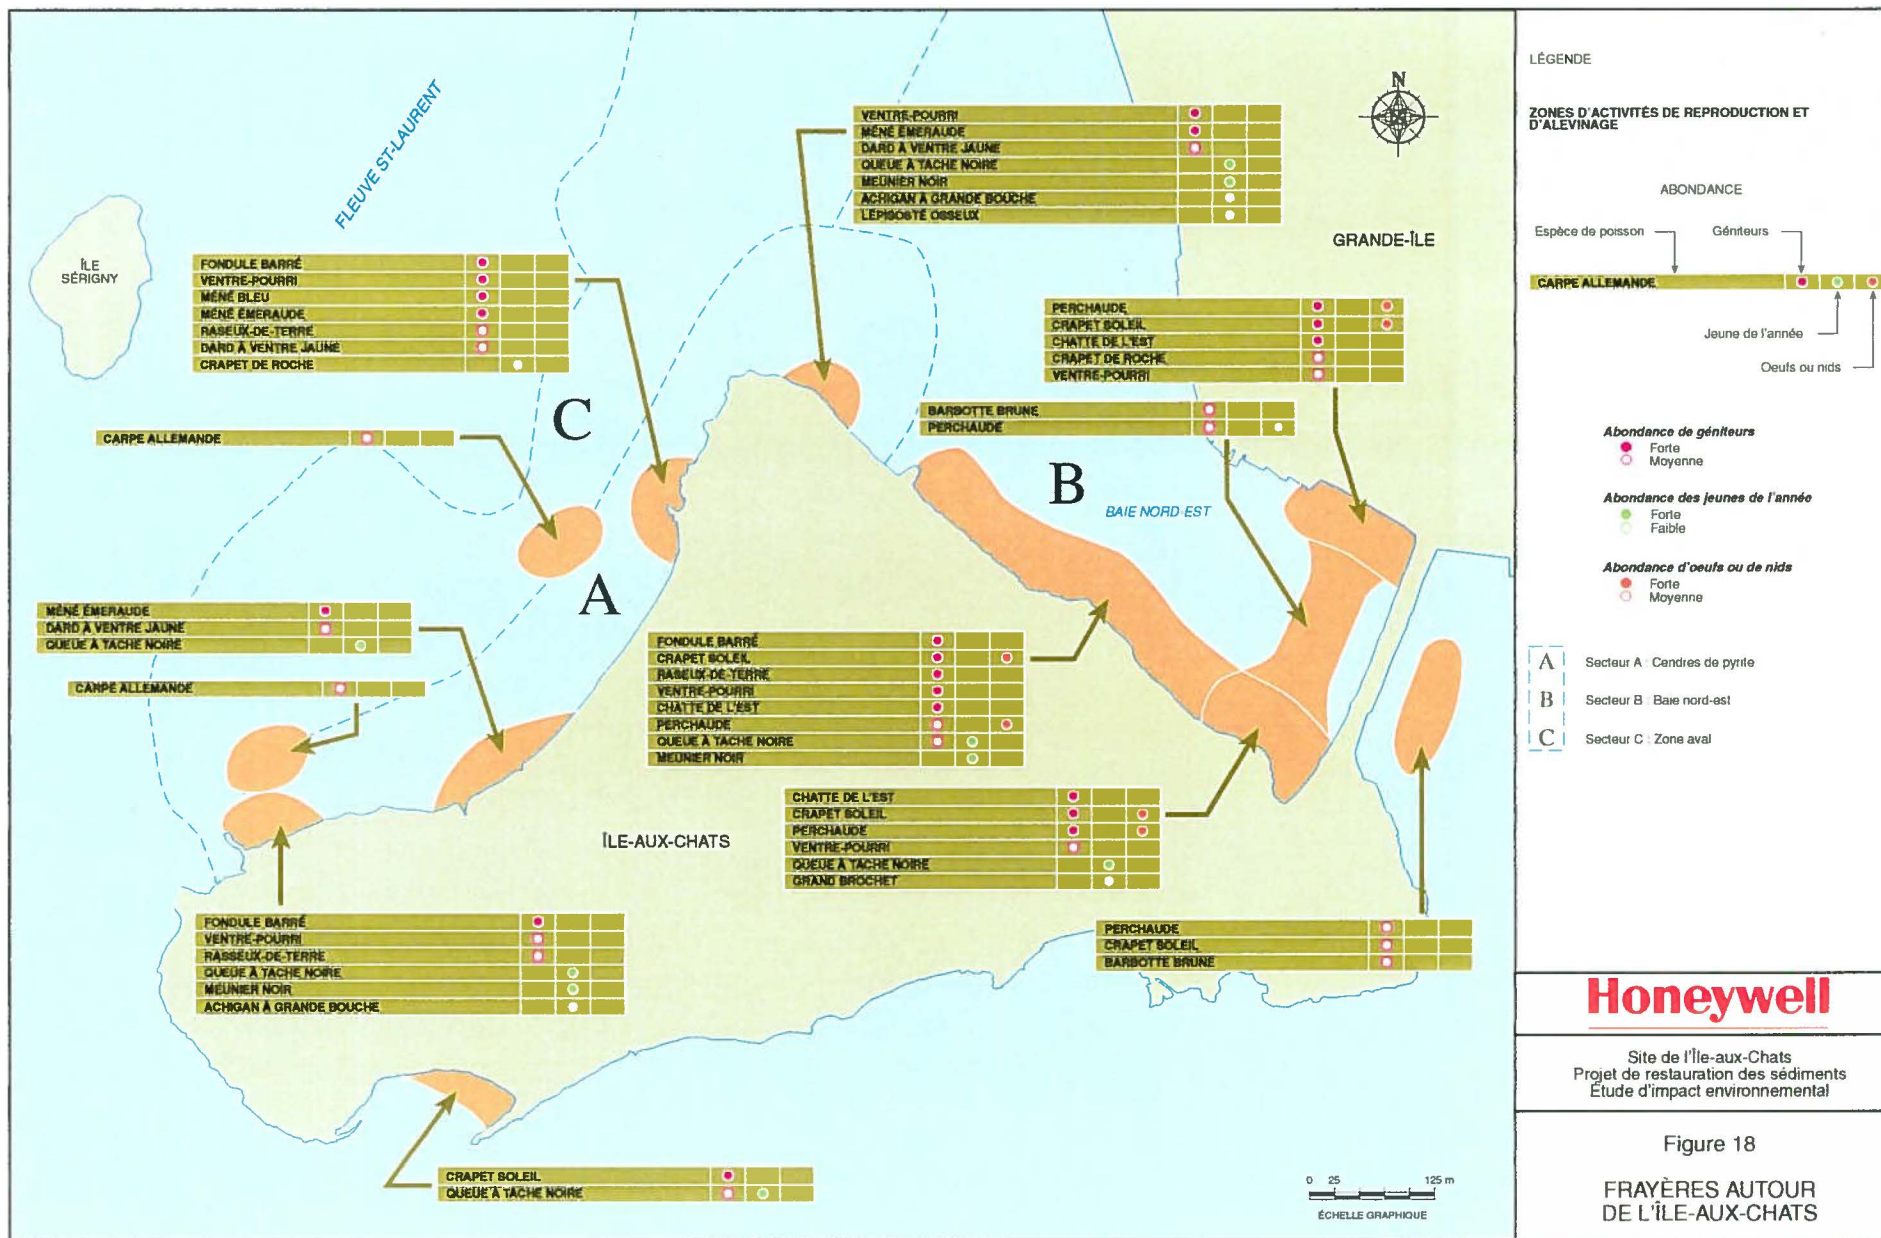 FLEUVE ST-LAURENT
ÎLE
SÉRIGNY
N
GRANDE-ÎLE
VENTRE-POURRI
MÉNÉ ÉMERAUDE
DARD À VENTRE JAUNE
QUEUE À TACHE NOIRE
MEUNIER NOIR
ACHIGAN À GRANDE BOUCHE
LÉPISOSTÉ OSSEUX
FONDULE BARRÉ
VENTRE-POURRI
MÉNÉ BLEU
MÉNÉ ÉMERAUDE
RASEUX-DE-TERRE
DARD À VENTRE JAUNE
CRAPET DE ROCHE
PERCHAUDE
CRAPET SOLEIL
CHATTE DE L'EST
CRAPET DE ROCHE
VENTRE-POURRI
BARBOTTE BRUNE
PERCHAUDE
CARPE ALLEMANDE
C
B
BAIE NORD-EST
A
MÉNÉ ÉMERAUDE
DARD À VENTRE JAUNE
QUEUE À TACHE NOIRE
CARPE ALLEMANDE
FONDULE BARRÉ
CRAPET SOLEIL
RASEUX-DE-TERRE
VENTRE-POURRI
CHATTE DE L'EST
PERCHAUDE
QUEUE À TACHE NOIRE
MEUNIER NOIR
CHATTE DE L'EST
CRAPET SOLEIL
PERCHAUDE
VENTRE-POURRI
QUEUE À TACHE NOIRE
GRAND BROCHET
ÎLE-AUX-CHATS
FONDULE BARRÉ
VENTRE-POURRI
RASSEUX-DE-TERRE
QUEUE À TACHE NOIRE
MEUNIER NOIR
ACHIGAN À GRANDE BOUCHE
PERCHAUDE
CRAPET SOLEIL
BARBOTTE BRUNE
CRAPET SOLEIL
QUEUE À TACHE NOIRE
0 25 125 m
ÉCHELLE GRAPHIQUE
LÉGENDE
ZONES D'ACTIVITÉS DE REPRODUCTION ET
D'ALEVINAGE
ABONDANCE
Espèce de poisson
Géniteurs
CARPE ALLEMANDE
Jeune de l'année
Oeufs ou nids
Abondance de géniteurs
Forte
Moyenne
Abondance des jeunes de l'année
Forte
Faible
Abondance d'oeufs ou de nids
Forte
Moyenne
A Secteur A : Cendres de pyrite
B Secteur B : Baie nord-est
C Secteur C : Zone aval
Honeywell
Site de l'Île-aux-Chats
Projet de restauration des sédiments
Étude d'impact environnemental
Figure 18
FRAYÈRES AUTOUR
DE L'ÎLE-AUX-CHATS